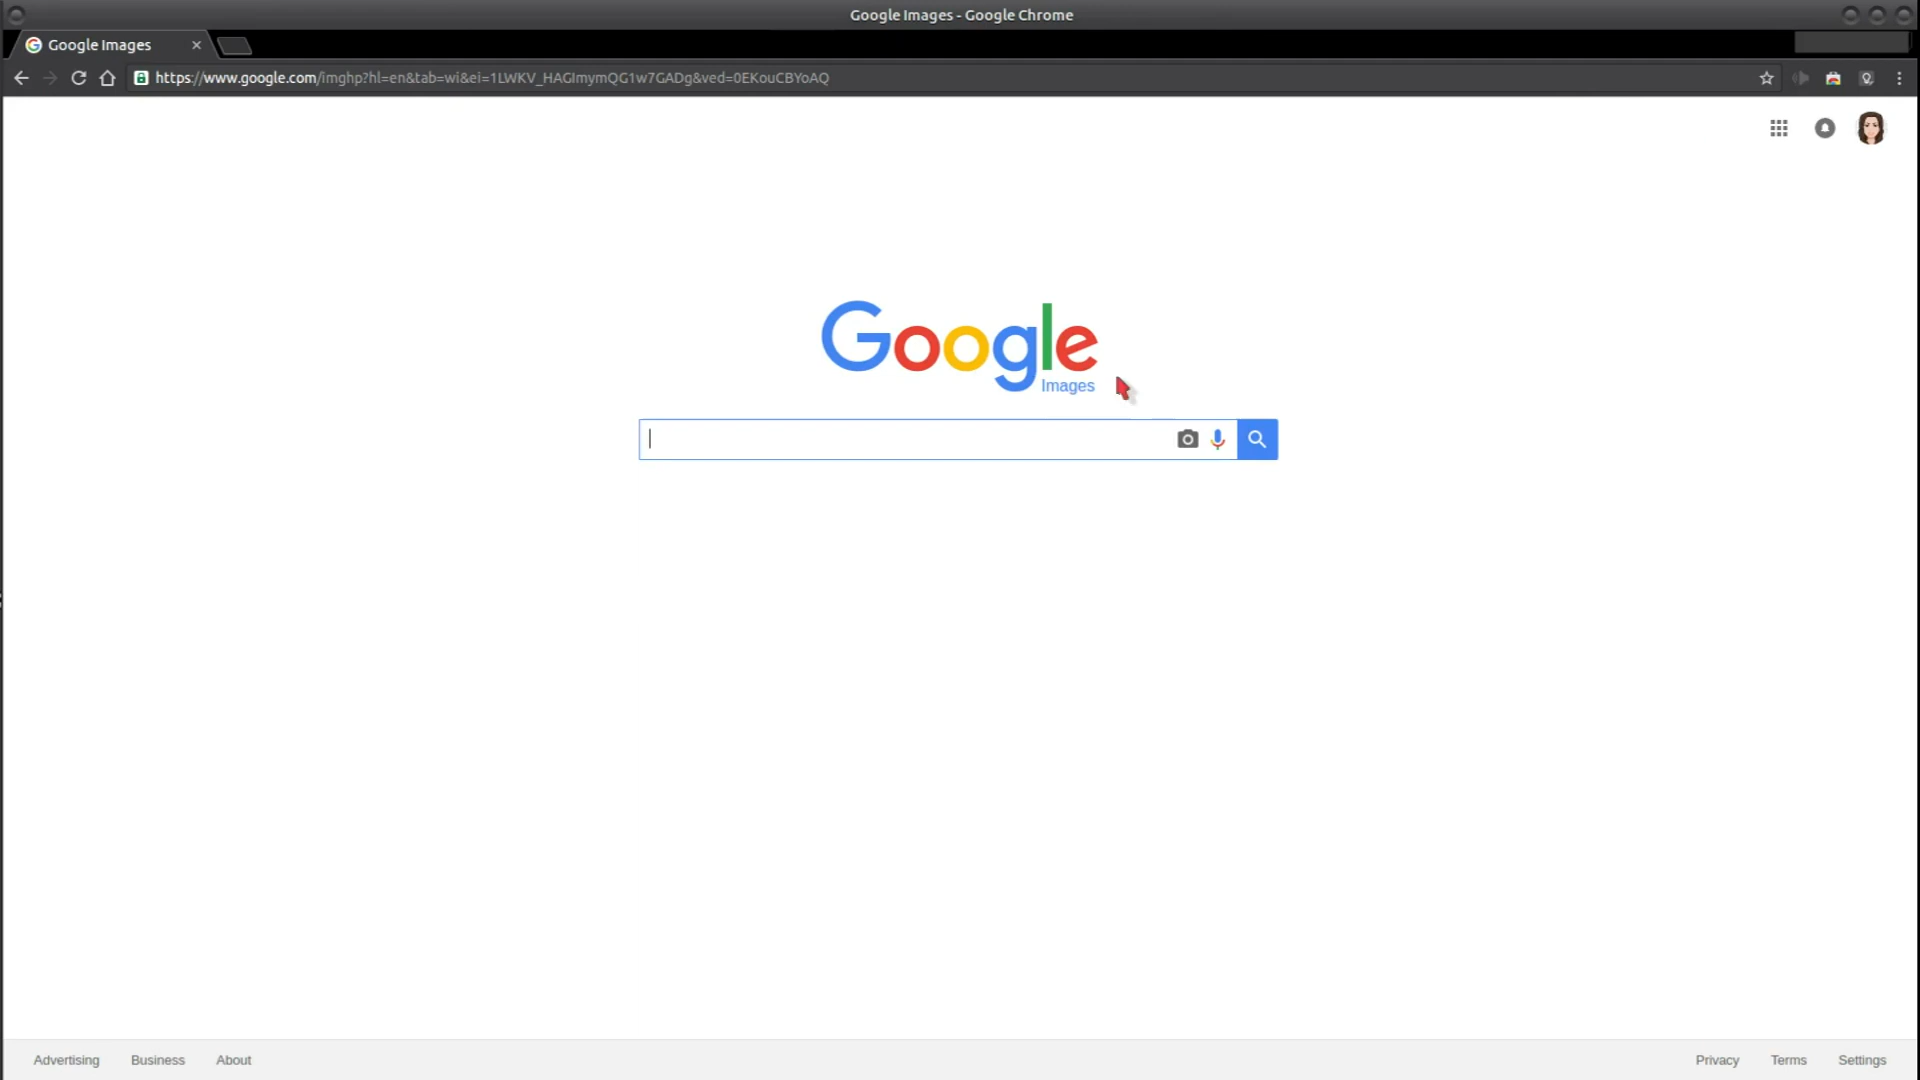 Google Images - Google Chrome
Google Images
https://www.google.com/imghp?hl=en&tab=wi&ei=1LWKV_HAGImymQG1w7GADg&ved=0EKouCBYoAQ
Google
Images
Advertising Business About Privacy Terms Settings